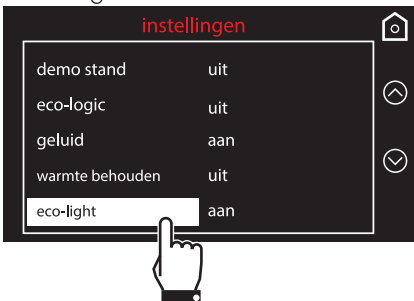 instellingen
demo stand uit
eco-logic uit
geluid aan
warmte behouden uit
eco-light aan